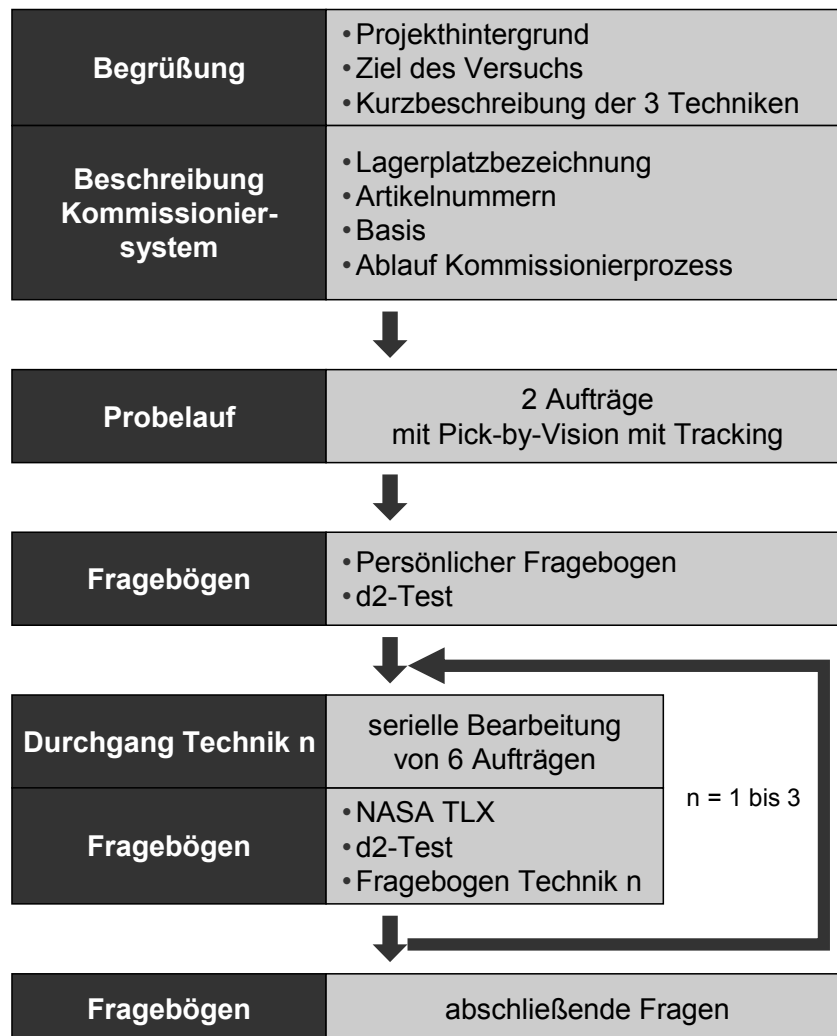 Begrüßung
•Projekthintergrund
•Ziel des Versuchs
•Kurzbeschreibung der 3 Techniken
Beschreibung
Kommissionier-
system
•Lagerplatzbezeichnung
•Artikelnummern
•Basis
•Ablauf Kommissionierprozess
Probelauf
2 Aufträge
mit Pick-by-Vision mit Tracking
Fragebögen
•Persönlicher Fragebogen
•d2-Test
Durchgang Technik n
serielle Bearbeitung
von 6 Aufträgen
n = 1 bis 3
Fragebögen
•NASA TLX
•d2-Test
•Fragebogen Technik n
Fragebögen
abschließende Fragen